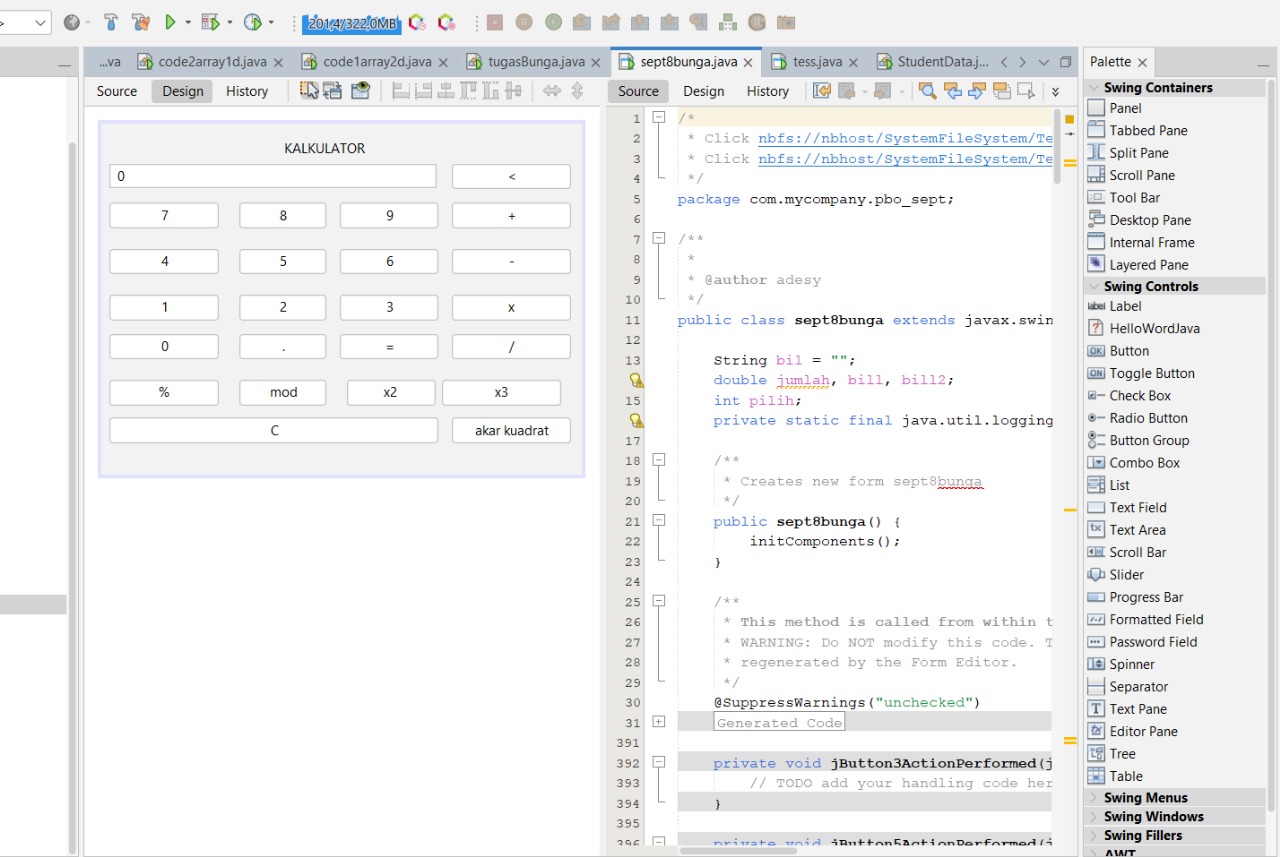 201,4/322,0MB
...va code2array1d.java code1array2d.java tugasBunga.java sept8bunga.java tess.java StudentData.j...
Source Design History
KALKULATOR
0 <
7 8 9 +
4 5 6 -
1 2 3 x
0 . = /
% mod x2 x3
C akar kuadrat
Source Design History
1 /*
2 * Click nbfs://nbhost/SystemFileSystem/Te
3 * Click nbfs://nbhost/SystemFileSystem/Te
4 */
5 package com.mycompany.pbo_sept;
6
7 /**
8 *
9 * @author adesy
10 */
11 public class sept8bunga extends javax.swin
12
13 String bil = "";
double jumlah, bill, bill2;
15 int pilih;
private static final java.util.logging
17
18 /**
19 * Creates new form sept8bunga
20 */
21 public sept8bunga() {
22 initComponents();
23 }
24
25 /**
26 * This method is called from within t
27 * WARNING: Do NOT modify this code. T
28 * regenerated by the Form Editor.
29 */
30 @SuppressWarnings("unchecked")
31 Generated Code
391
392 private void jButton3ActionPerformed(j
393 // TODO add your handling code her
394 }
395
396 private void jButton5ActionPerformed(j
Palette
Swing Containers
Panel
Tabbed Pane
Split Pane
Scroll Pane
Tool Bar
Desktop Pane
Internal Frame
Layered Pane
Swing Controls
label Label
HelloWordJava
OK Button
ON Toggle Button
Check Box
Radio Button
Button Group
Combo Box
List
Text Field
Text Area
Scroll Bar
Slider
Progress Bar
Formatted Field
Password Field
Spinner
Separator
Text Pane
Editor Pane
Tree
Table
Swing Menus
Swing Windows
Swing Fillers
AWT